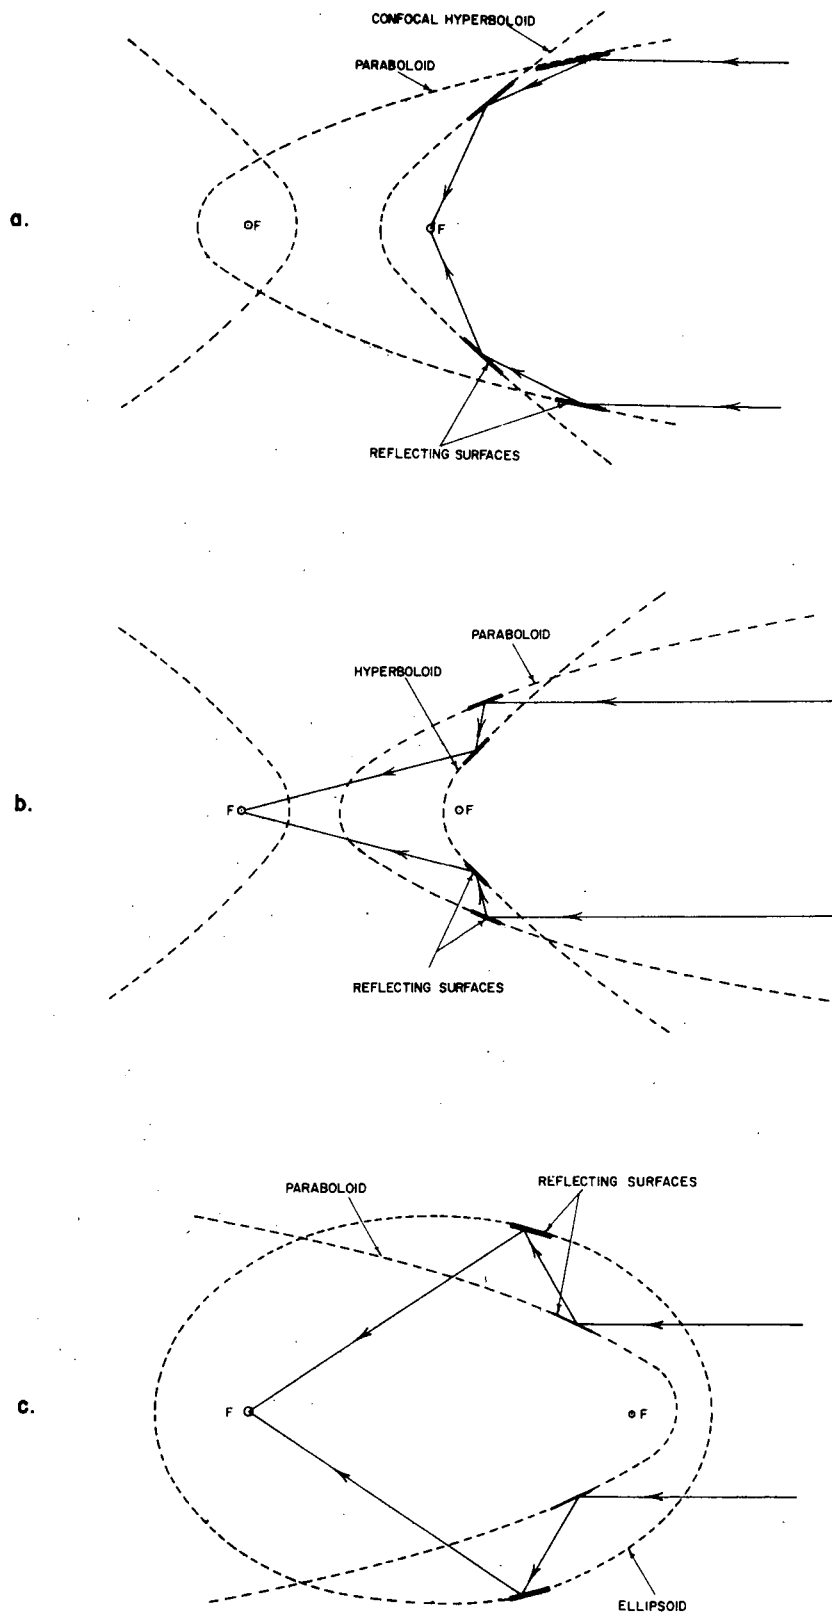 CONFOCAL HYPERBOLOID
PARABOLOID
a.
F
F
REFLECTING SURFACES
PARABOLOID
HYPERBOLOID
b.
F
F
REFLECTING SURFACES
PARABOLOID
REFLECTING SURFACES
c.
F
F
ELLIPSOID